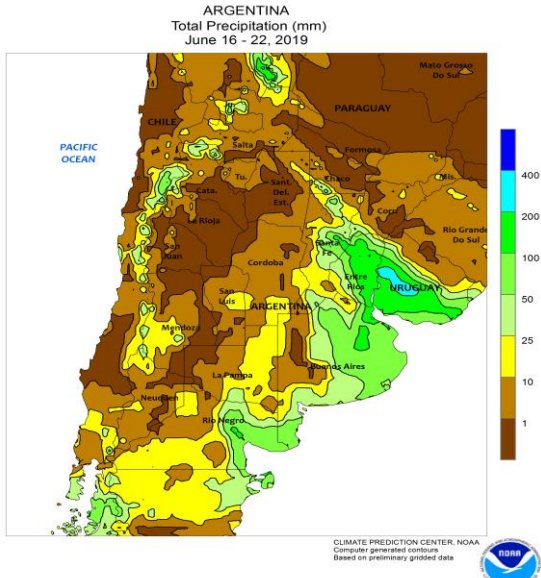 ARGENTINA
Total Precipitation (mm)
June 16 - 22, 2019
Mato Grosso
Do Sul
PARAGUAY
CHILE
PACIFIC
OCEAN
Salta
Formosa
Tu.
Chaco
Mis.
Cata.
Sant.
Del.
Est.
Corr
La Rioja
Rio Grande
Do Sul
San
Juan
Santa
Fe
Cordoba
Entre
Rios
URUGUAY
San
Luis
ARGENTINA
Mendoza
Buenos Aires
La Pampa
Neuquen
Rio Negro
400
200
100
50
25
10
1
CLIMATE PREDICTION CENTER, NOAA
Computer generated contours
Based on preliminary gridded data
NOAA